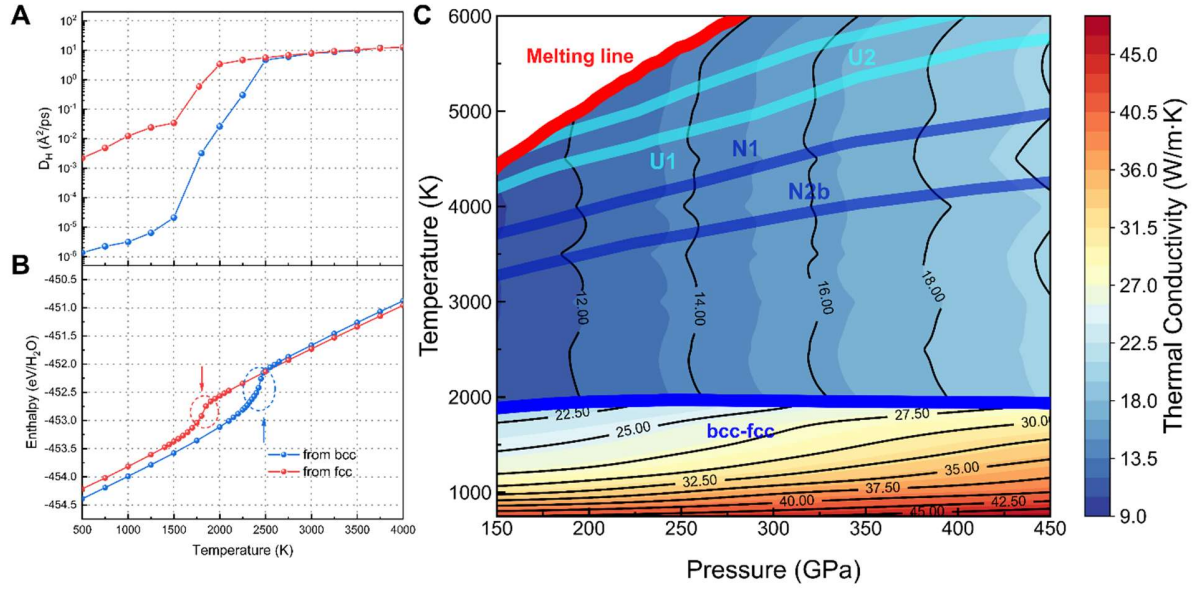 A
10²
10¹
10⁰
10⁻¹
10⁻²
10⁻³
10⁻⁴
10⁻⁵
10⁻⁶
D_H (Å²/ps)
B
-450.5
-451.0
-451.5
-452.0
-452.5
-453.0
-453.5
-454.0
-454.5
Enthalpy (eV/H₂O)
from bcc
from fcc
500 1000 1500 2000 2500 3000 3500 4000
Temperature (K)
C
6000
5000
4000
3000
2000
1000
Temperature (K)
Melting line
U2
U1
N1
N2b
12.00
14.00
16.00
18.00
bcc-fcc
22.50
25.00
27.50
30.00
32.50
35.00
37.50
40.00
42.50
45.00
150 200 250 300 350 400 450
Pressure (GPa)
45.0
40.5
36.0
31.5
27.0
22.5
18.0
13.5
9.0
Thermal Conductivity (W/m·K)